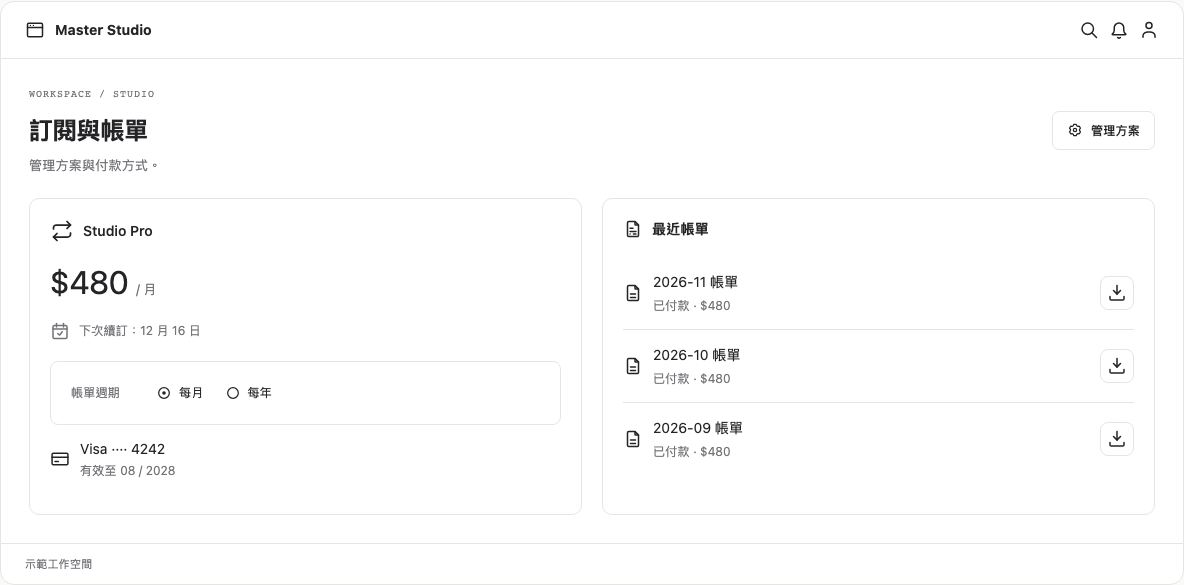 Master Studio
WORKSPACE / STUDIO
訂閱與帳單
管理方案與付款方式。
管理方案
Studio Pro
$480 / 月
下次續訂：12 月 16 日
帳單週期 每月 每年
Visa ···· 4242
有效至 08 / 2028
最近帳單
2026-11 帳單
已付款 · $480
2026-10 帳單
已付款 · $480
2026-09 帳單
已付款 · $480
示範工作空間